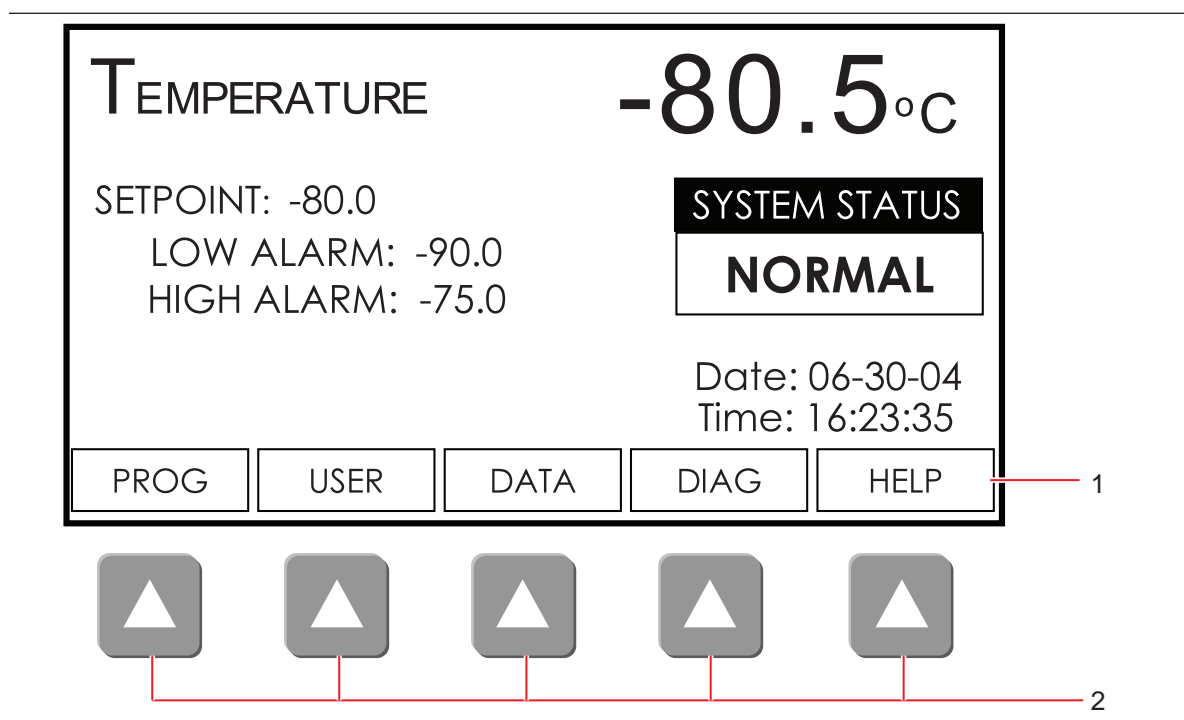 TEMPERATURE -80.5°C
SETPOINT: -80.0
LOW ALARM: -90.0
HIGH ALARM: -75.0
SYSTEM STATUS
NORMAL
Date: 06-30-04
Time: 16:23:35
PROG USER DATA DIAG HELP
1
2